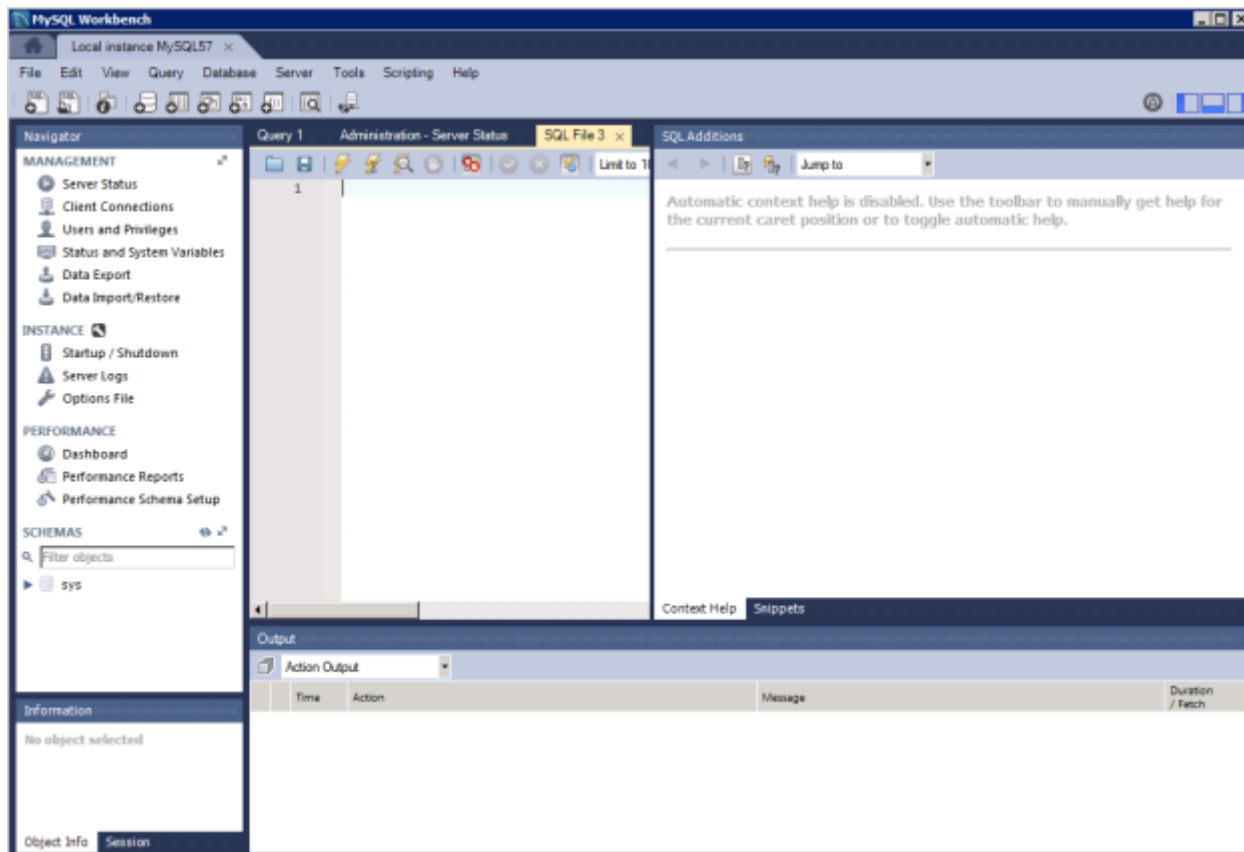 MySQL Workbench
Local instance MySQL57
File Edit View Query Database Server Tools Scripting Help
Navigator
MANAGEMENT
Server Status
Client Connections
Users and Privileges
Status and System Variables
Data Export
Data Import/Restore
INSTANCE
Startup / Shutdown
Server Logs
Options File
PERFORMANCE
Dashboard
Performance Reports
Performance Schema Setup
SCHEMAS
Filter objects
sys
Information
No object selected
Object Info Session
Query 1 Administration - Server Status SQL File 3
Limit to 10
1
SQL Additions
Jump to
Automatic context help is disabled. Use the toolbar to manually get help for
the current caret position or to toggle automatic help.
Context Help Snippets
Output
Action Output
Time Action Message Duration
/ Fetch